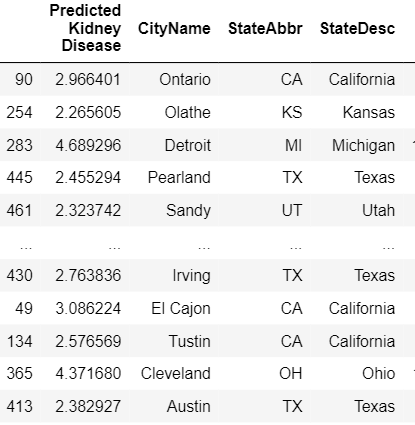 Predicted
Kidney
Disease CityName StateAbbr StateDesc
90 2.966401 Ontario CA California
254 2.265605 Olathe KS Kansas
283 4.689296 Detroit MI Michigan
445 2.455294 Pearland TX Texas
461 2.323742 Sandy UT Utah
... ... ... ... ...
430 2.763836 Irving TX Texas
49 3.086224 El Cajon CA California
134 2.576569 Tustin CA California
365 4.371680 Cleveland OH Ohio
413 2.382927 Austin TX Texas